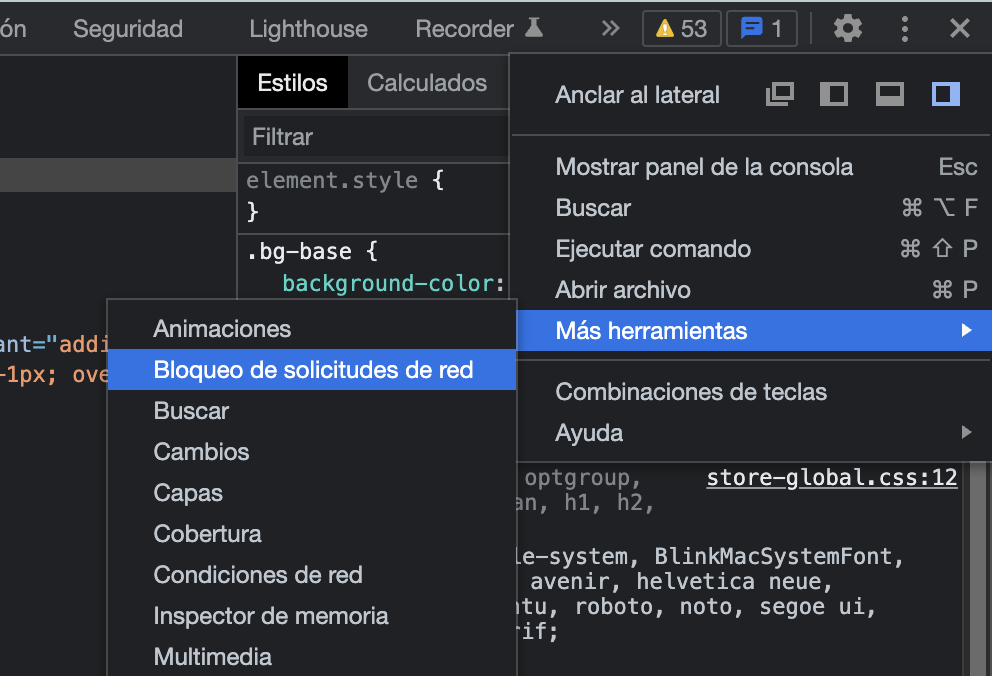 ón Seguridad Lighthouse Recorder 53 1
Estilos Calculados
Filtrar
element.style {
}
.bg-base {
background-color:
ant="addi
-1px; ove
Anclar al lateral
Mostrar panel de la consola Esc
Buscar ⌘ ⌥ F
Ejecutar comando ⌘ ⇧ P
Abrir archivo ⌘ P
Más herramientas
Combinaciones de teclas
Ayuda
Animaciones
Bloqueo de solicitudes de red
Buscar
Cambios
Capas
Cobertura
Condiciones de red
Inspector de memoria
Multimedia
optgroup, store-global.css:12
an, h1, h2,
le-system, BlinkMacSystemFont,
avenir, helvetica neue,
ntu, roboto, noto, segoe ui,
rif;